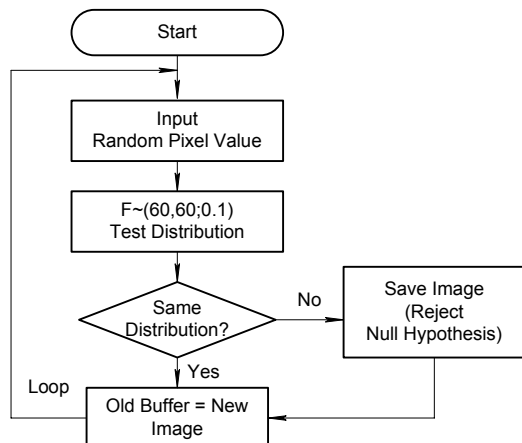 Start
Input
Random Pixel Value
F~(60,60;0.1)
Test Distribution
Same
Distribution?
No
Save Image
(Reject
Null Hypothesis)
Yes
Loop
Old Buffer = New
Image